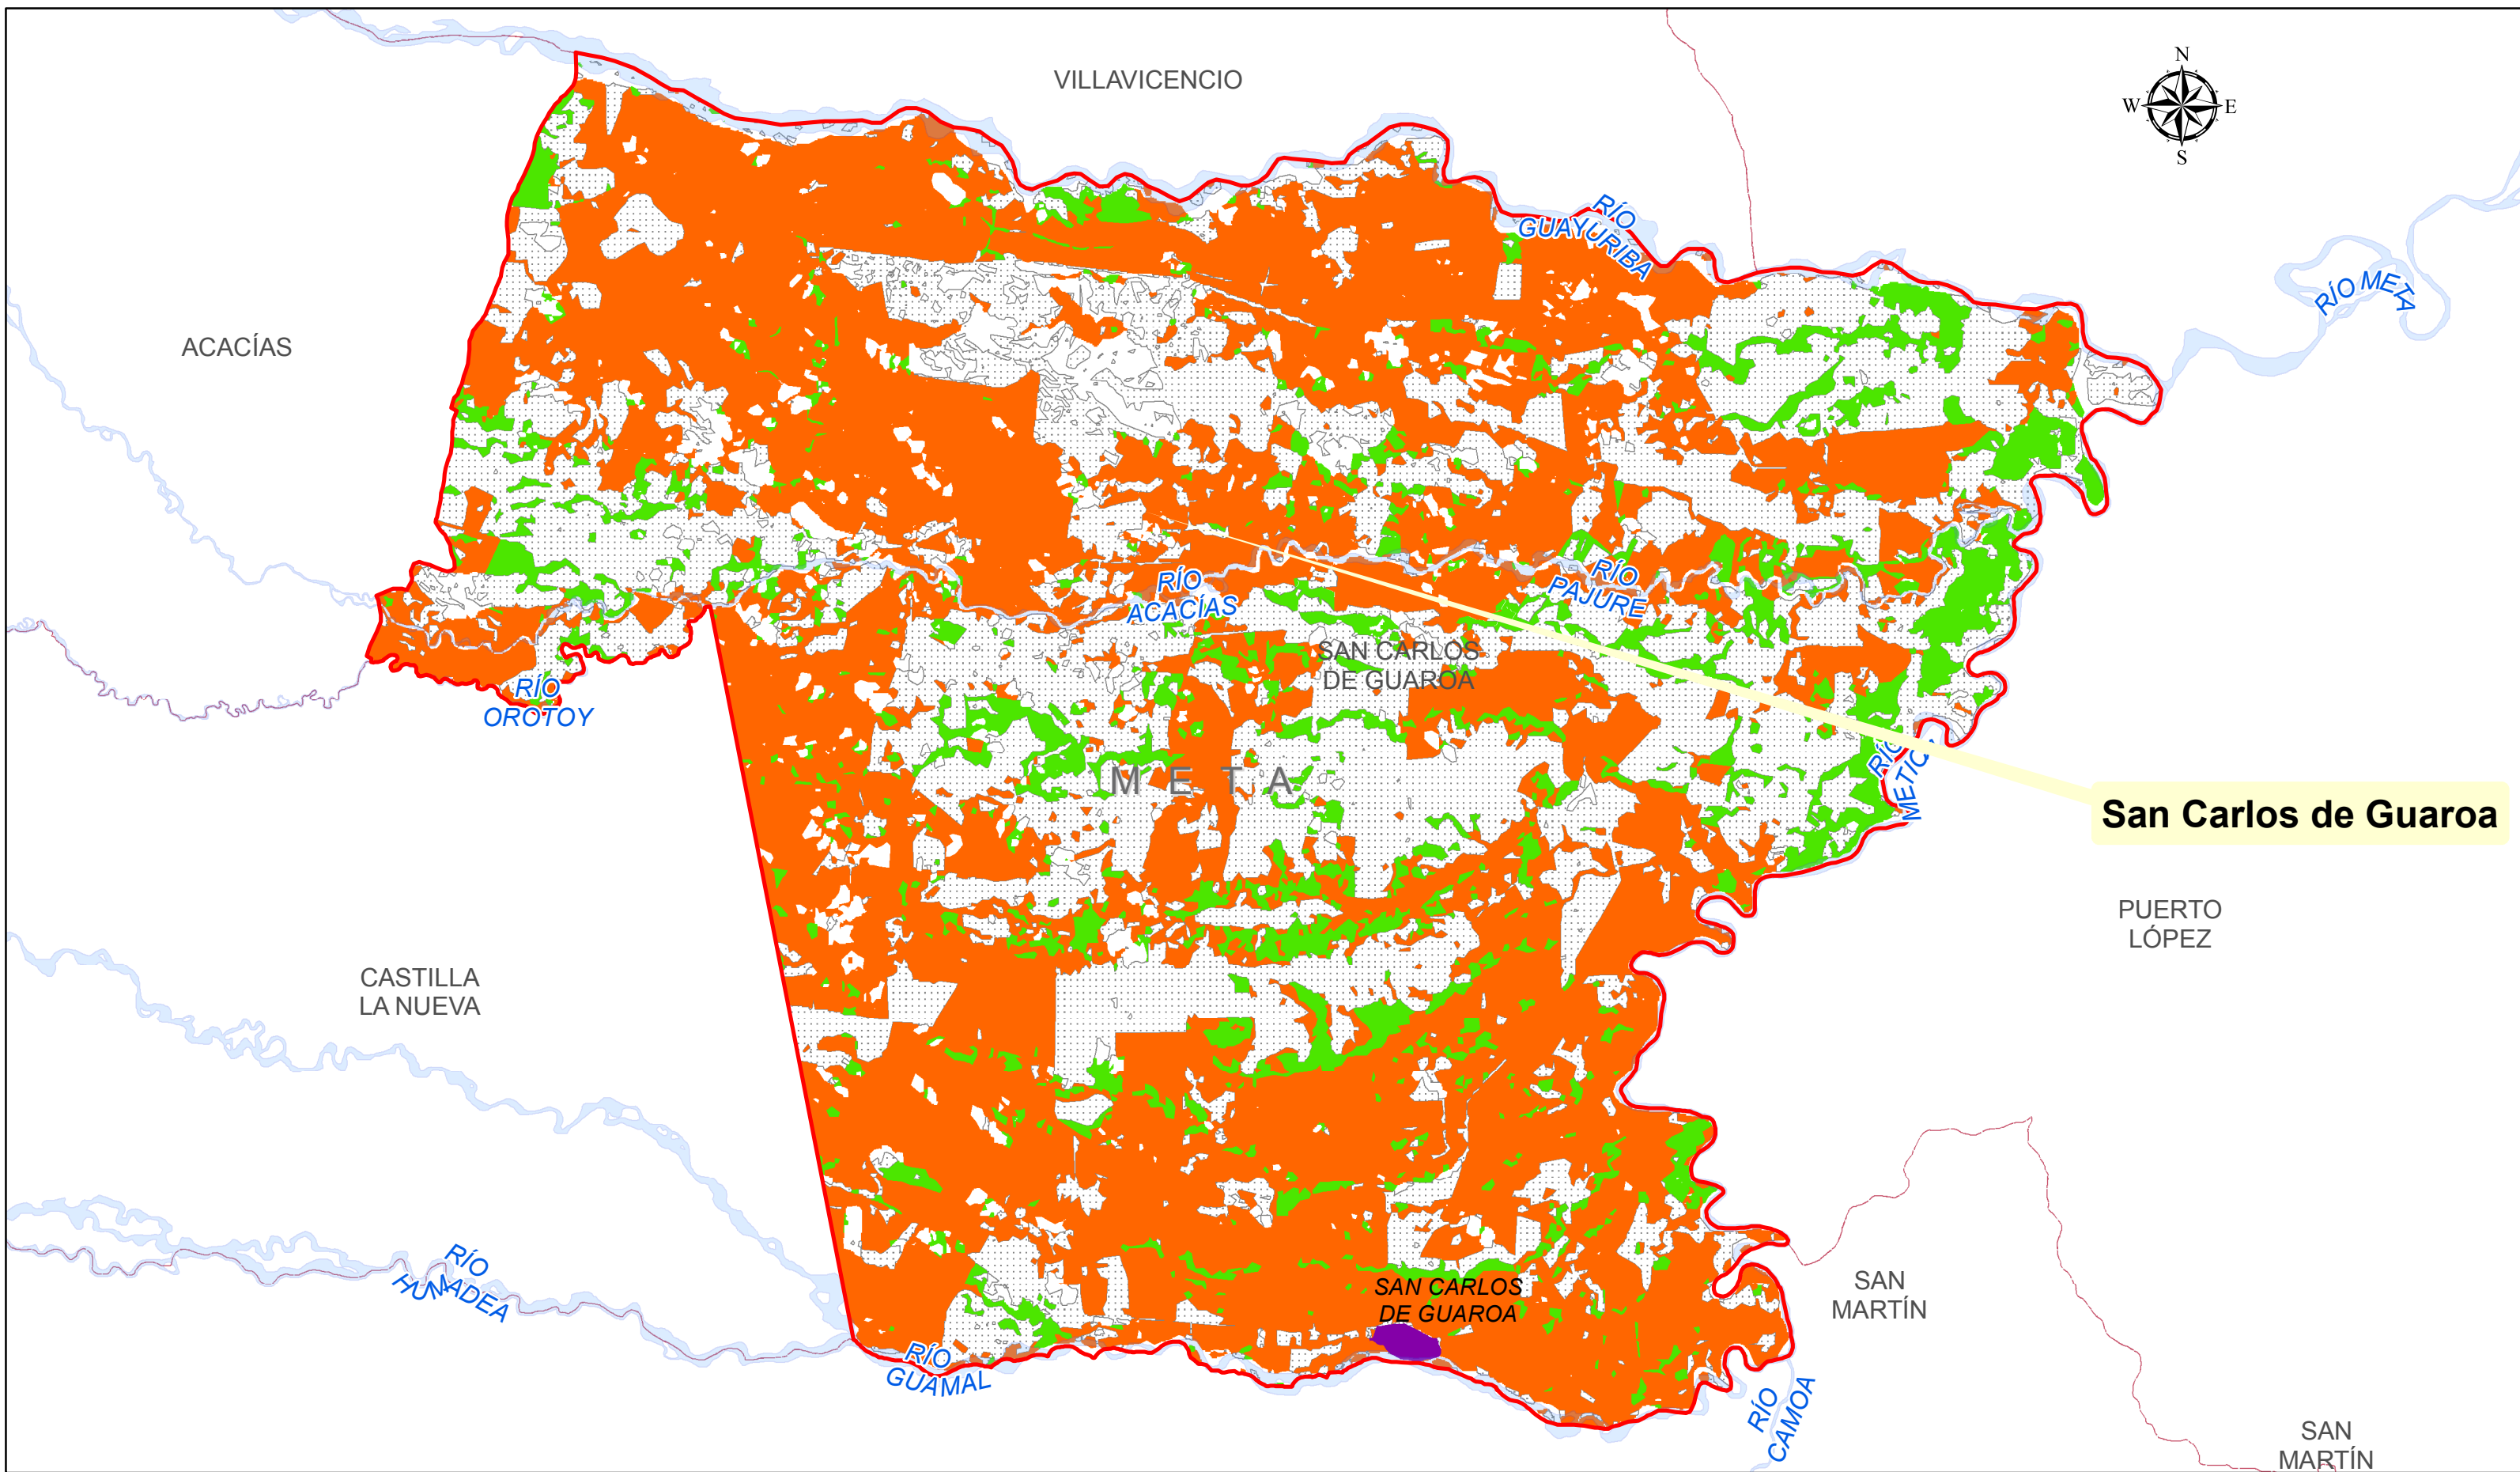 VILLAVICENCIO
N
W
E
S
RÍO
GUAYURIBA
RÍO META
ACACÍAS
RÍO
ACACÍAS
RÍO
PAJURE
SAN CARLOS
DE GUAROA
RÍO
OROTOY
META
RÍO
San Carlos de Guaroa
PUERTO
LÓPEZ
CASTILLA
LA NUEVA
RÍO
HUMADEA
SAN CARLOS
DE GUAROA
SAN
MARTÍN
RÍO
GUAMAL
RÍO
CAMOA
SAN
MARTÍN